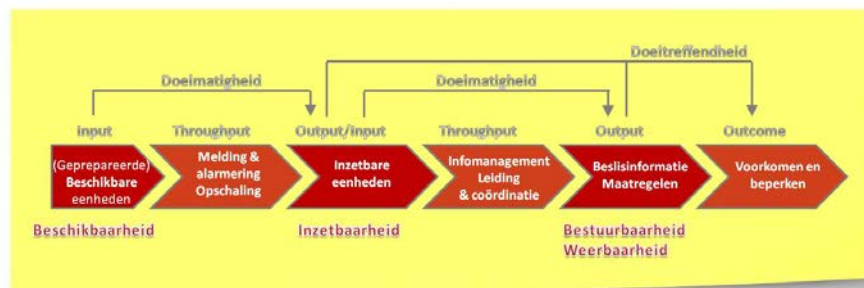 Doeltreffendheid
Doelmatigheid
Doelmatigheid
Input
Throughput
Output/Input
Throughput
Output
Outcome
(Geprepareerde)
Beschikbare
eenheden
Melding &
alarmering
Opschaling
Inzetbare
eenheden
Infomanagement
Leiding
& coördinatie
Beslisinformatie
Maatregelen
Voorkomen en
beperken
Beschikbaarheid
Inzetbaarheid
Bestuurbaarheid
Weerbaarheid